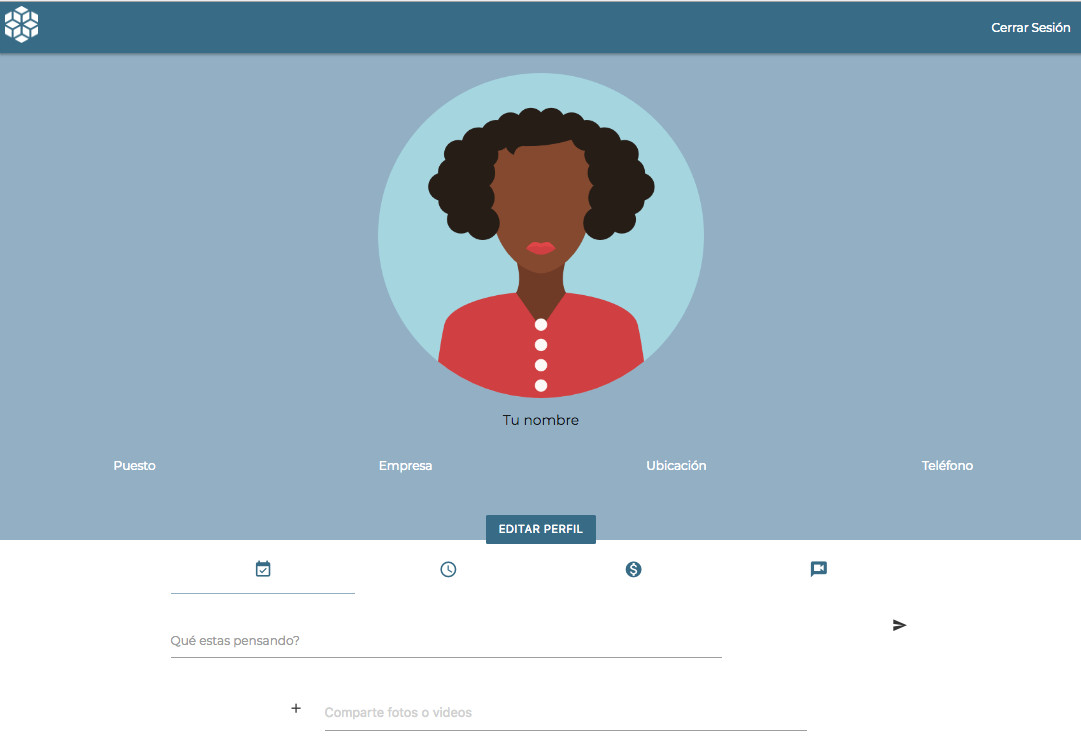 Cerrar Sesión
Tu nombre
Puesto Empresa Ubicación Teléfono
EDITAR PERFIL
Qué estas pensando?
Comparte fotos o videos